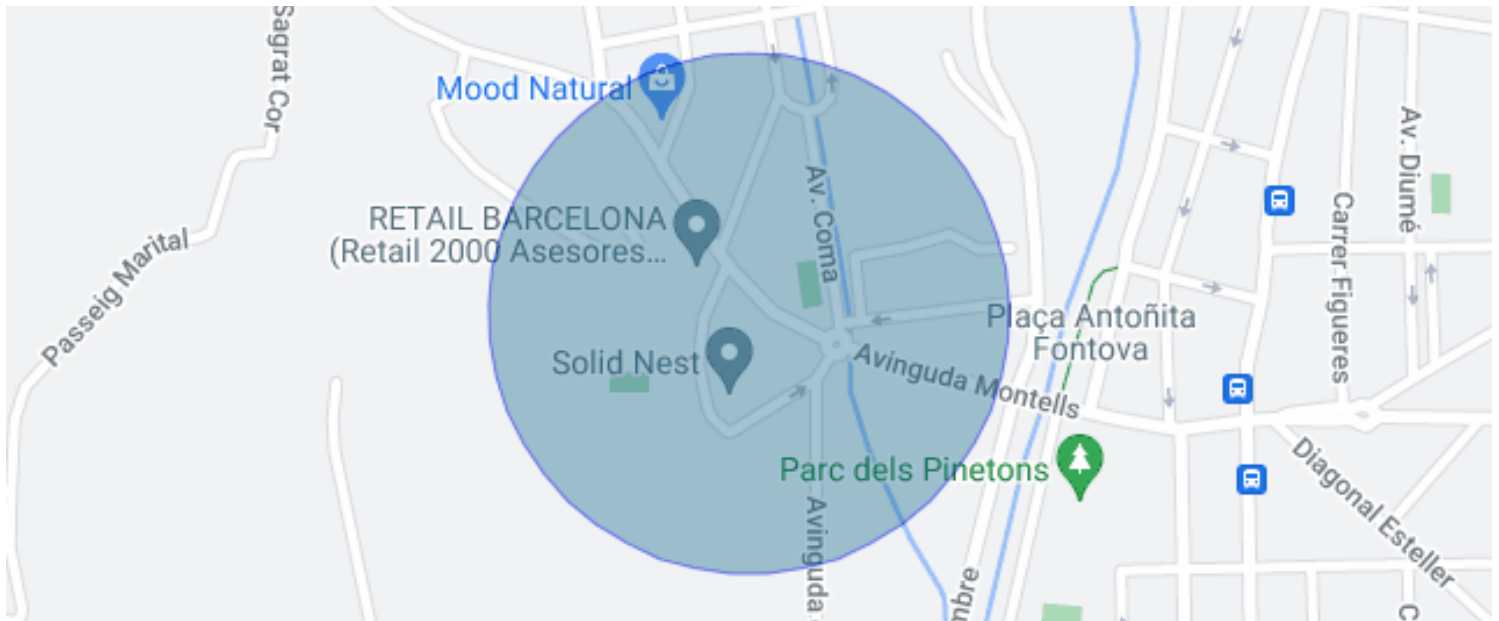 Sagrat Cor
Mood Natural
Av. Diumé
Av. Coma
RETAIL BARCELONA
(Retail 2000 Asesores...
Carrer Figueres
Passeig Marital
Plaça Antoñita
Fontova
Solid Nest
Avinguda Montells
Parc dels Pinetons
Diagonal Esteller
Avinguda
mbre
C